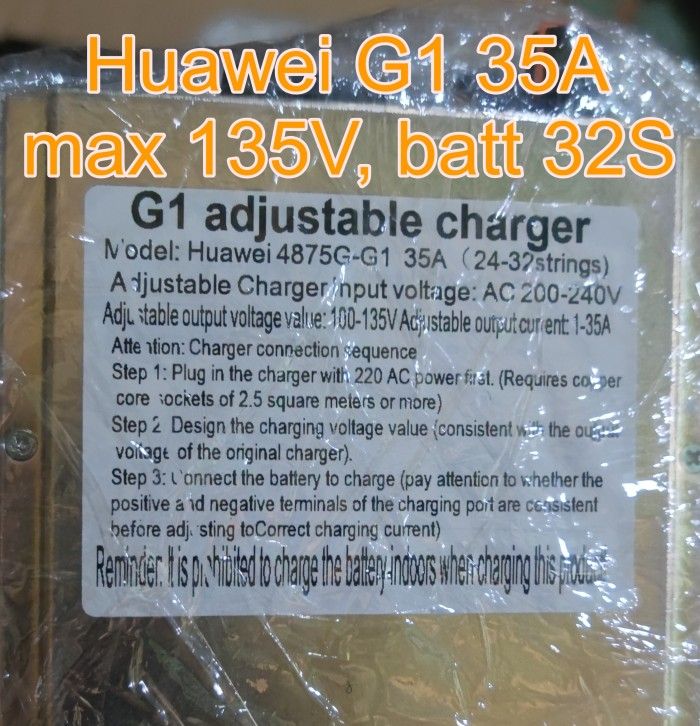 Huawei G1 35A
max 135V, batt 32S
G1 adjustable charger
Model: Huawei 4875G-G1 35A (24-32strings)
Adjustable Charger Input voltage: AC 200-240V
Adjustable output voltage value: 100-135V Adjustable output current: 1-35A
Attention: Charger connection sequence
Step 1: Plug in the charger with 220 AC power first. (Requires copper
core sockets of 2.5 square meters or more)
Step 2 Design the charging voltage value (consistent with the output
voltage of the original charger).
Step 3: Connect the battery to charge (pay attention to whether the
positive and negative terminals of the charging port are consistent
before adjusting toCorrect charging current)
Reminder: It is prohibited to charge the battery indoors when charging this product